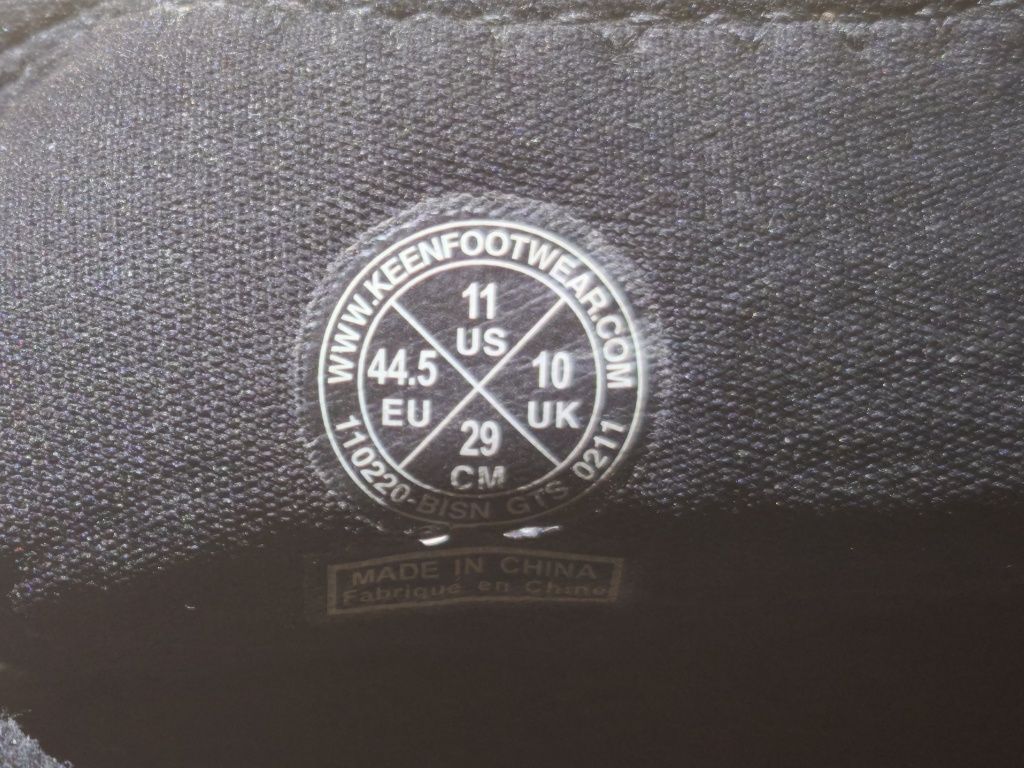 WWW.KEENFOOTWEAR.COM
11
US
44.5
EU
10
UK
29
CM
110220-BISN GTS 0211
MADE IN CHINA
Fabriqué en Chine